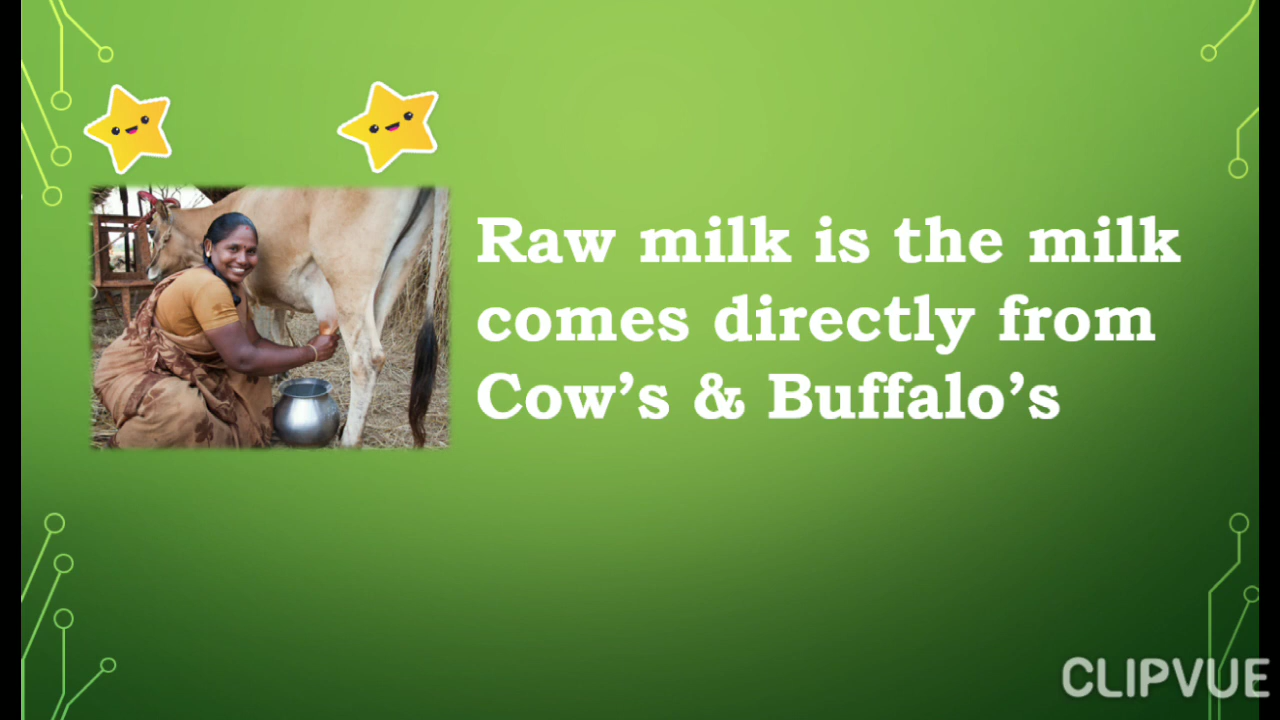 Raw milk is the milk
comes directly from
Cow’s & Buffalo’s
CLIPVUE